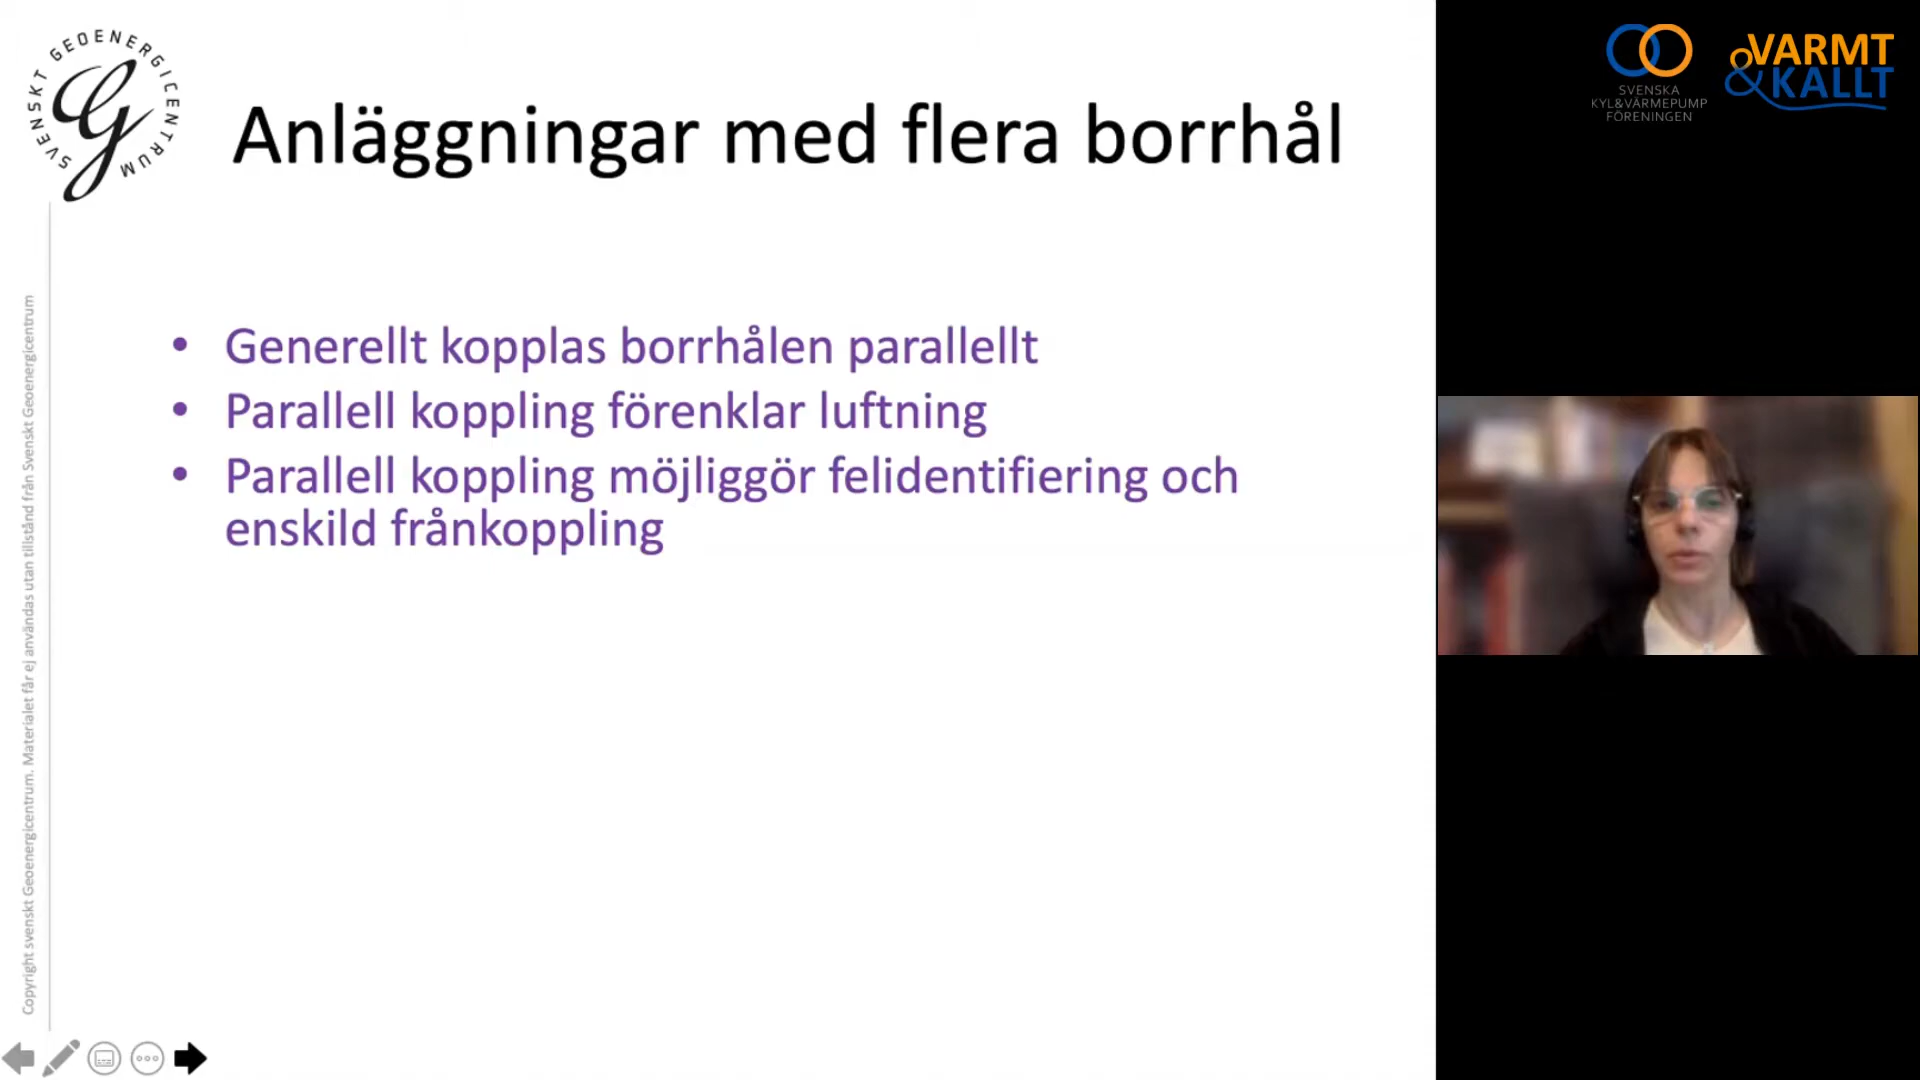 SVENSKT GEOENERGICENTRUM
Anläggningar med flera borrhål
• Generellt kopplas borrhålen parallellt
• Parallell koppling förenklar luftning
• Parallell koppling möjliggör felidentifiering och
enskild frånkoppling
Copyright svenskt Geoenergicentrum. Materialet får ej användas utan tillstånd från Svenskt Geoenergicentrum
SVENSKA
KYL&VÄRMEPUMP
FÖRENINGEN
VARMT
&KALLT